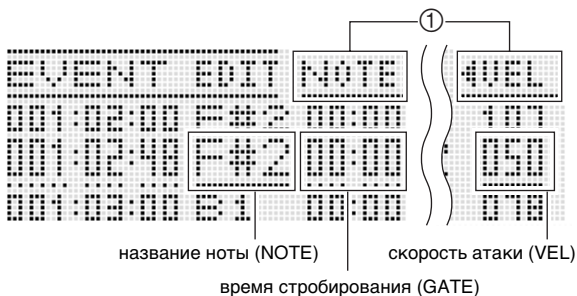 ①
EVENT EDIT NOTE ◀VEL
001:02:00 F#2 00:00 107
001:02:48 F#2 00:00 050
001:03:00 B1 00:00 078
название ноты (NOTE) скорость атаки (VEL)
время стробирования (GATE)